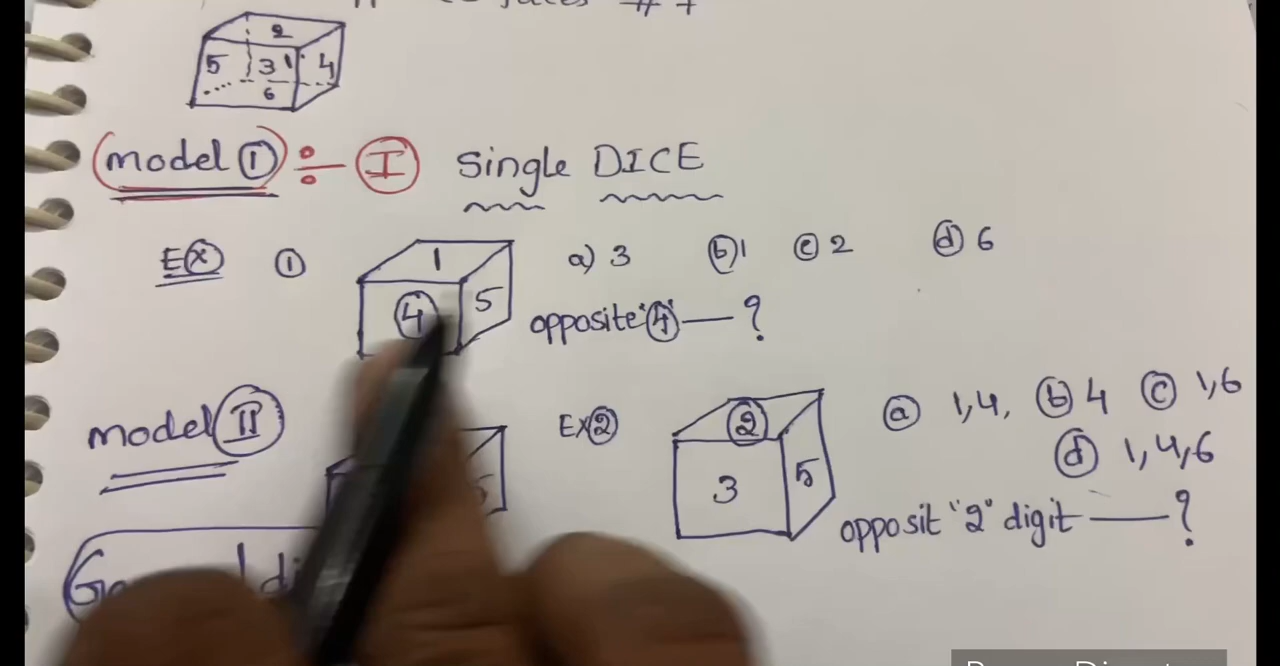 # 7
2
5 3 1 4
6
model ① ÷ I Single DICE
Ex ① 1 a) 3 ⓑ 1 ⓒ 2 ⓓ 6
4 5 opposite "4" — ?
model II Ex ② 2 ⓐ 1,4, ⓑ 4 ⓒ 1,6
3 5 ⓓ 1,4,6
opposit "2" digit — ?